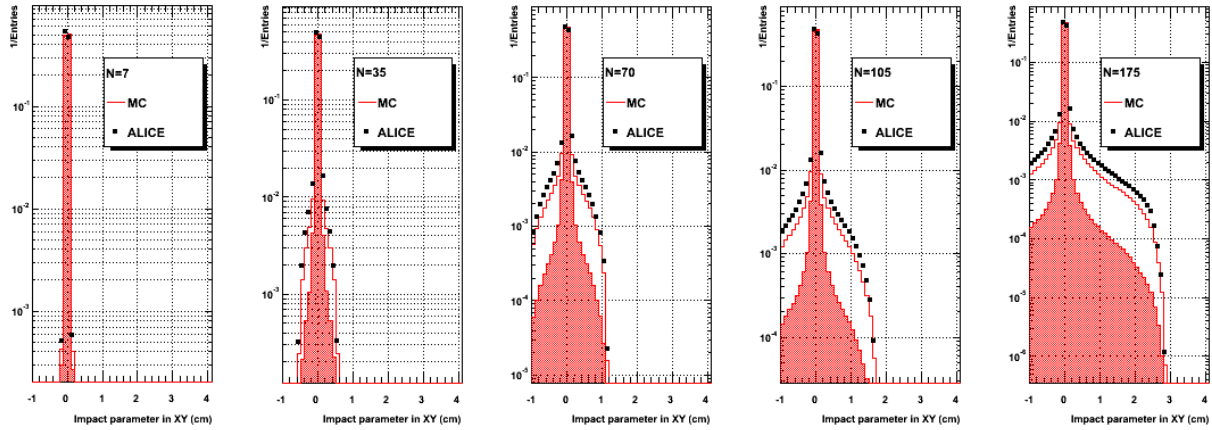 1/Entries
N=7
MC
ALICE
10⁻¹
10⁻²
10⁻³
-1 0 1 2 3 4
Impact parameter in XY (cm)
1/Entries
N=35
MC
ALICE
10⁻¹
10⁻²
10⁻³
-1 0 1 2 3 4
Impact parameter in XY (cm)
1/Entries
N=70
MC
ALICE
10⁻¹
10⁻²
10⁻³
10⁻⁴
10⁻⁵
-1 0 1 2 3 4
Impact parameter in XY (cm)
1/Entries
N=105
MC
ALICE
10⁻¹
10⁻²
10⁻³
10⁻⁴
-1 0 1 2 3 4
Impact parameter in XY (cm)
1/Entries
N=175
MC
ALICE
10⁻¹
10⁻²
10⁻³
10⁻⁴
10⁻⁵
10⁻⁶
-1 0 1 2 3 4
Impact parameter in XY (cm)